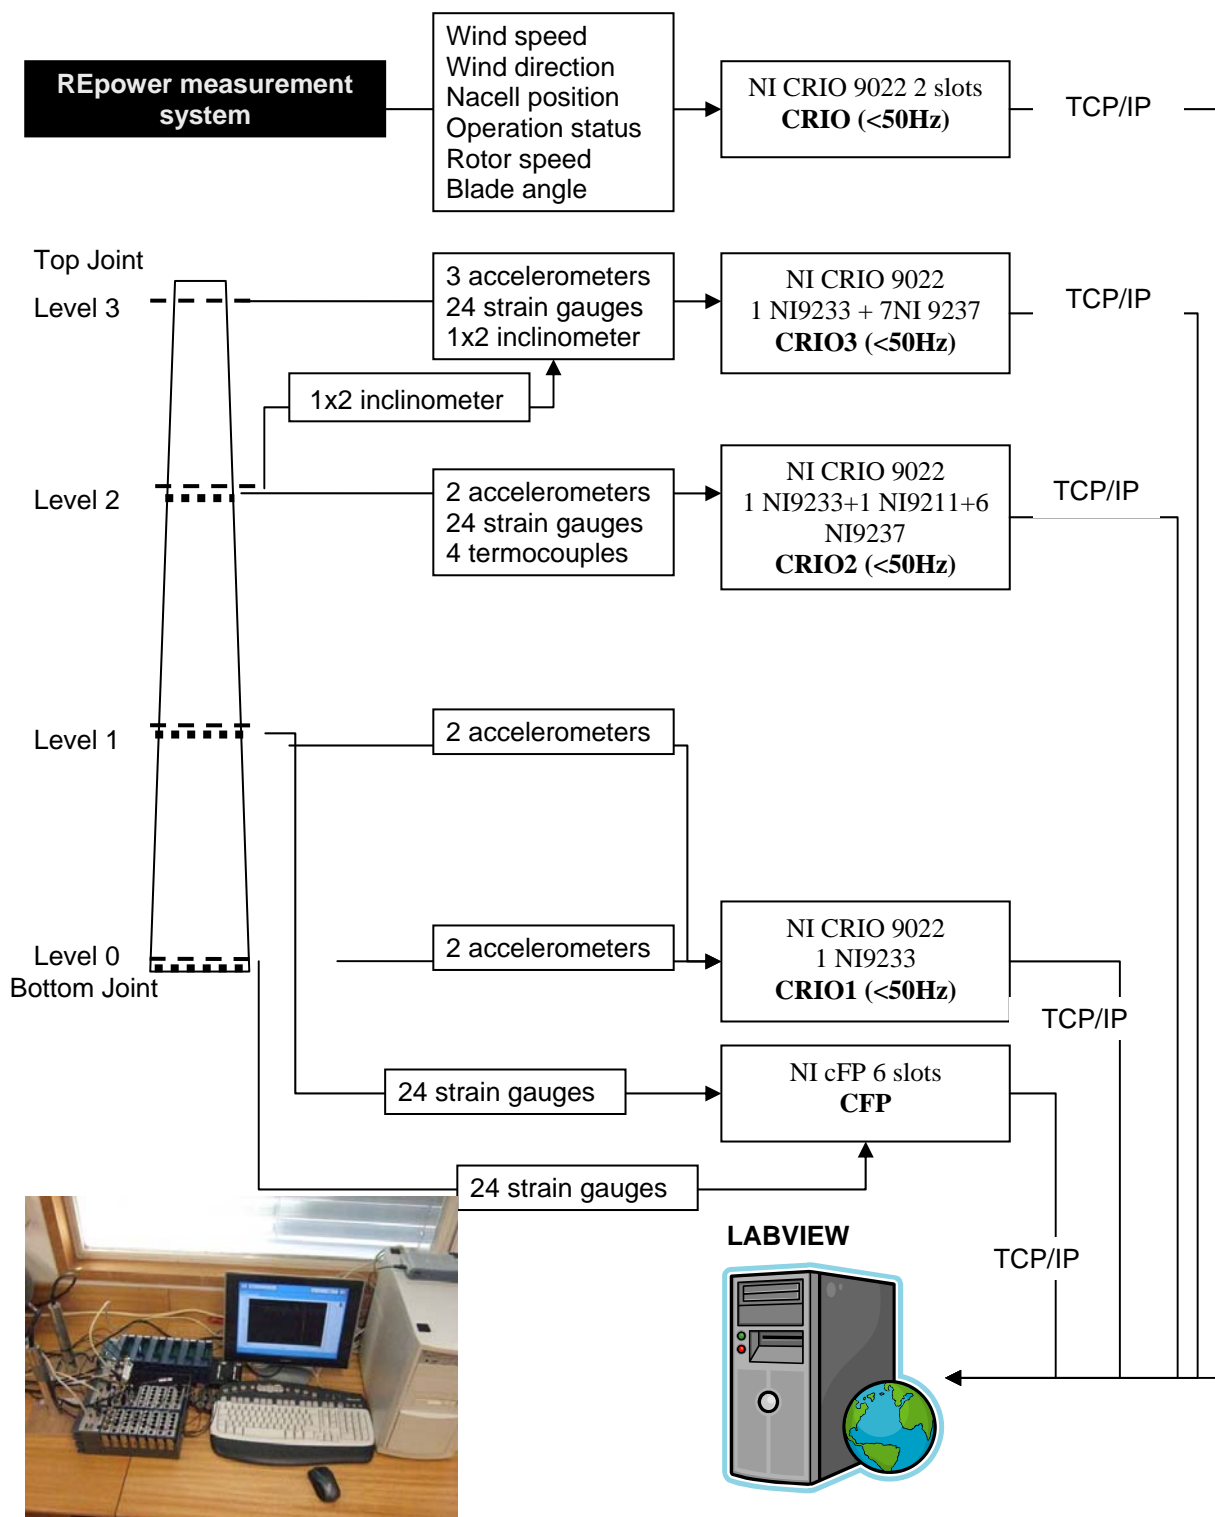 REpower measurement
system
Wind speed
Wind direction
Nacell position
Operation status
Rotor speed
Blade angle
NI CRIO 9022 2 slots
CRIO (<50Hz)
TCP/IP
Top Joint
Level 3
3 accelerometers
24 strain gauges
1x2 inclinometer
NI CRIO 9022
1 NI9233 + 7NI 9237
CRIO3 (<50Hz)
TCP/IP
1x2 inclinometer
Level 2
2 accelerometers
24 strain gauges
4 termocouples
NI CRIO 9022
1 NI9233+1 NI9211+6
NI9237
CRIO2 (<50Hz)
TCP/IP
Level 1
2 accelerometers
Level 0
Bottom Joint
2 accelerometers
NI CRIO 9022
1 NI9233
CRIO1 (<50Hz)
TCP/IP
24 strain gauges
NI cFP 6 slots
CFP
24 strain gauges
LABVIEW
TCP/IP